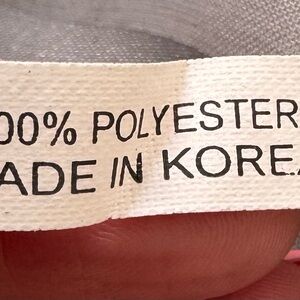 00% POLYESTER
ADE IN KOREA